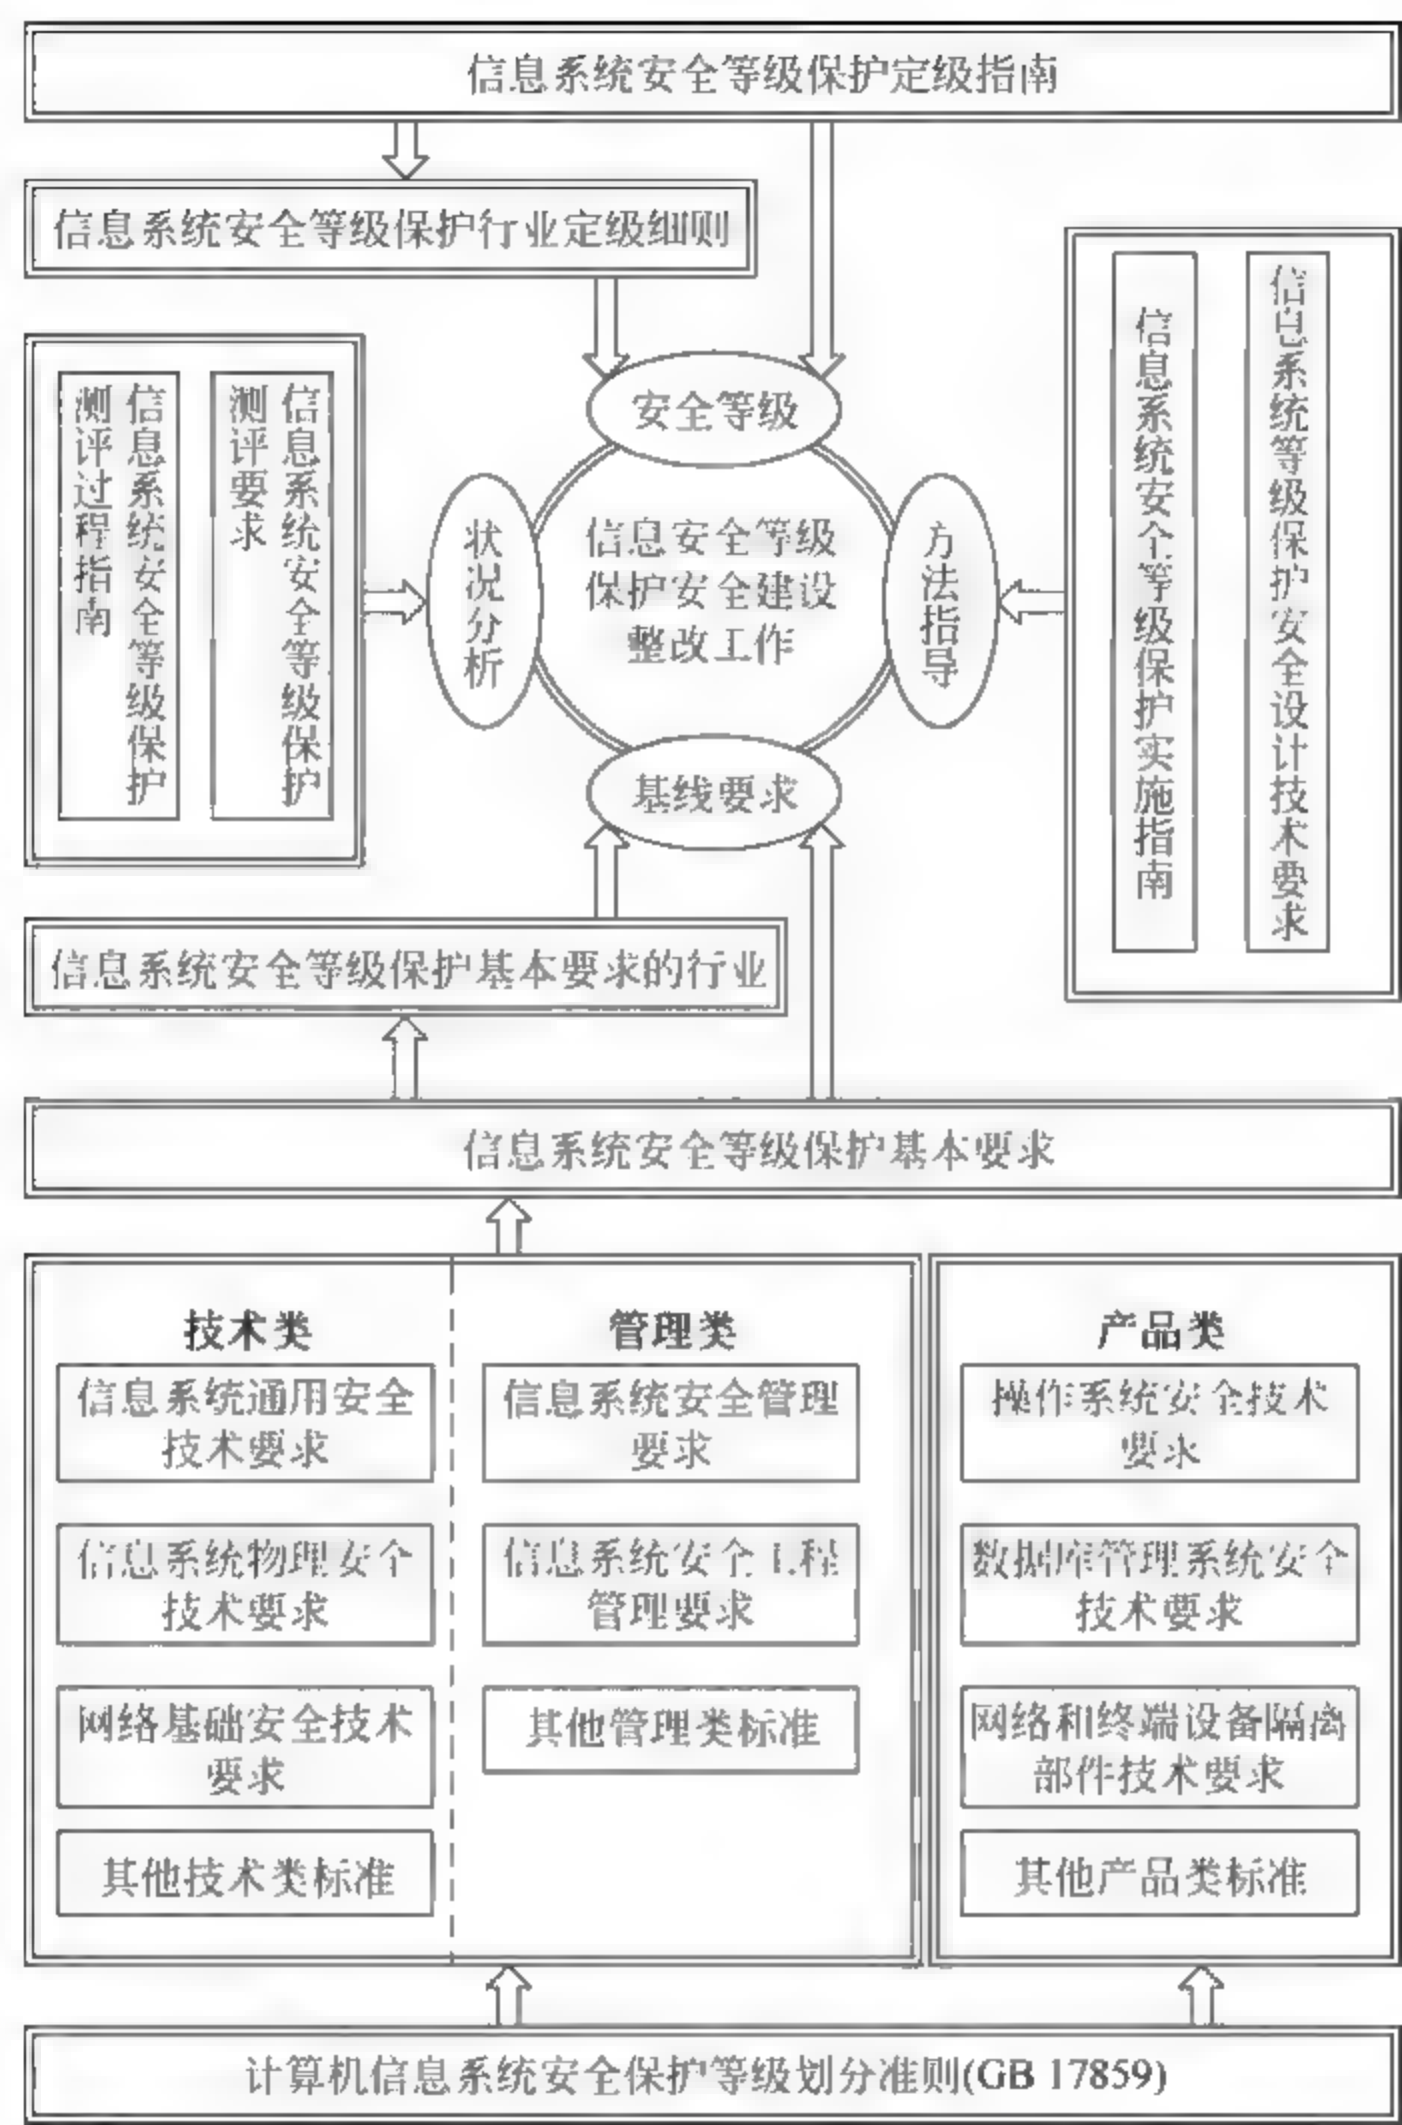 信息系统安全等级保护定级指南
信息系统安全等级保护行业定级细则
信息系统安全等级保护
测评过程指南
信息系统安全等级保护
测评要求
安全等级
状况分析
信息安全等级
保护安全建设
整改工作
方法指导
基线要求
信息系统安全等级保护实施指南
信息系统等级保护安全设计技术要求
信息系统安全等级保护基本要求的行业
信息系统安全等级保护基本要求
技术类
信息系统通用安全
技术要求
信息系统物理安全
技术要求
网络基础安全技术
要求
其他技术类标准
管理类
信息系统安全管理
要求
信息系统安全工程
管理要求
其他管理类标准
产品类
操作系统安全技术
要求
数据库管理系统安全
技术要求
网络和终端设备隔离
部件技术要求
其他产品类标准
计算机信息系统安全保护等级划分准则(GB 17859)